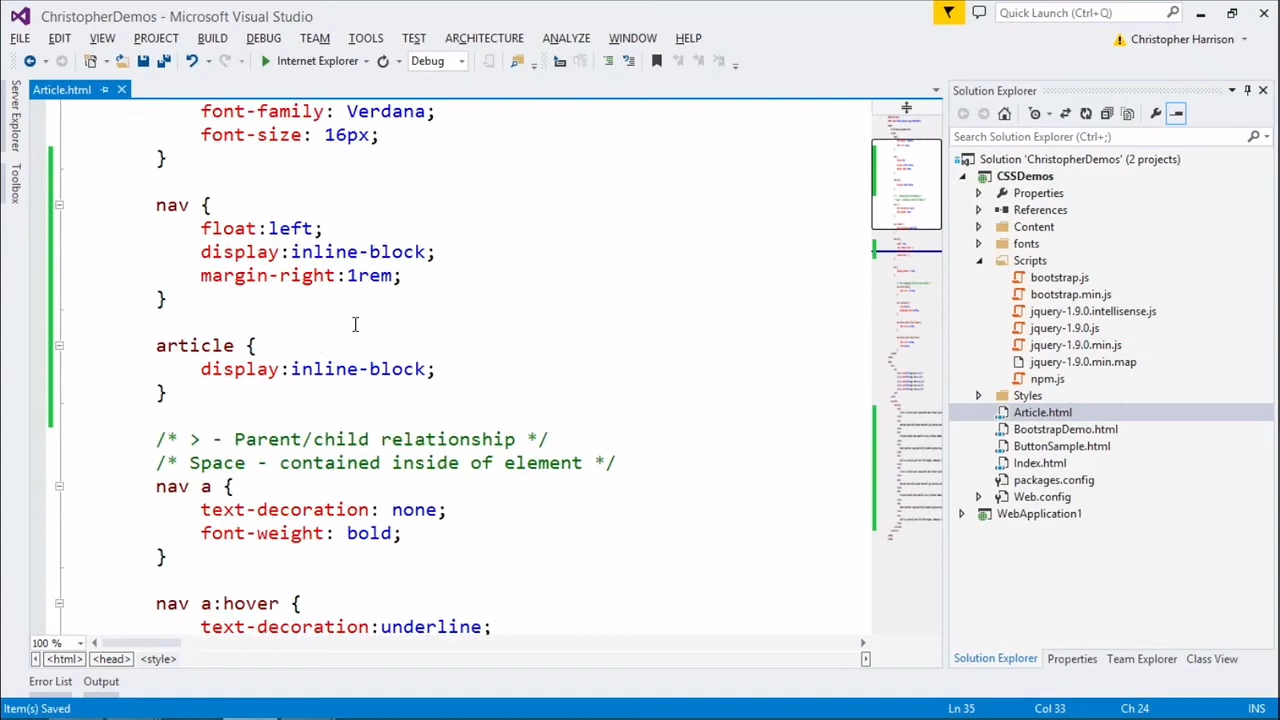 ChristopherDemos - Microsoft Visual Studio
Quick Launch (Ctrl+Q)
FILE EDIT VIEW PROJECT BUILD DEBUG TEAM TOOLS TEST ARCHITECTURE ANALYZE WINDOW HELP
Christopher Harrison
Internet Explorer Debug
Server Explorer
Toolbox
Article.html
font-family: Verdana;
font-size: 16px;
}
nav {
float:left;
display:inline-block;
margin-right:1rem;
}
article {
display:inline-block;
}
/* > - Parent/child relationship */
/* Space - contained inside of element */
nav a {
text-decoration: none;
font-weight: bold;
}
nav a:hover {
text-decoration:underline;
100 %
<html> <head> <style>
Solution Explorer
Search Solution Explorer (Ctrl+;)
Solution 'ChristopherDemos' (2 projects)
CSSDemos
Properties
References
Content
fonts
Scripts
bootstrap.js
bootstrap.min.js
jquery-1.9.0.intellisense.js
jquery-1.9.0.js
jquery-1.9.0.min.js
jquery-1.9.0.min.map
npm.js
Styles
Article.html
BootstrapDemo.html
ButtonSample.html
Index.html
packages.config
Web.config
WebApplication1
Solution Explorer Properties Team Explorer Class View
Error List Output
Item(s) Saved Ln 35 Col 33 Ch 24 INS